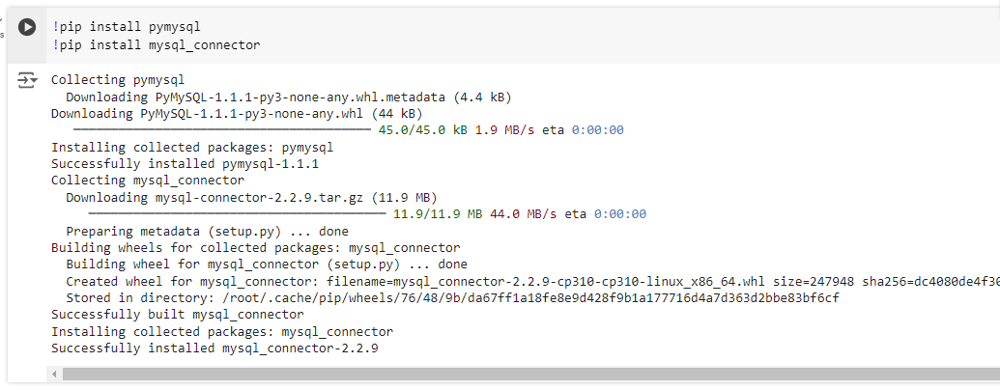 !pip install pymysql
!pip install mysql_connector
Collecting pymysql
Downloading PyMySQL-1.1.1-py3-none-any.whl.metadata (4.4 kB)
Downloading PyMySQL-1.1.1-py3-none-any.whl (44 kB)
45.0/45.0 kB 1.9 MB/s eta 0:00:00
Installing collected packages: pymysql
Successfully installed pymysql-1.1.1
Collecting mysql_connector
Downloading mysql-connector-2.2.9.tar.gz (11.9 MB)
11.9/11.9 MB 44.0 MB/s eta 0:00:00
Preparing metadata (setup.py) ... done
Building wheels for collected packages: mysql_connector
Building wheel for mysql_connector (setup.py) ... done
Created wheel for mysql_connector: filename=mysql_connector-2.2.9-cp310-cp310-linux_x86_64.whl size=247948 sha256=dc4080de4f30
Stored in directory: /root/.cache/pip/wheels/76/48/9b/da67ff1a18fe8e9d428f9b1a177716d4a7d363d2bbe83bf6cf
Successfully built mysql_connector
Installing collected packages: mysql_connector
Successfully installed mysql_connector-2.2.9